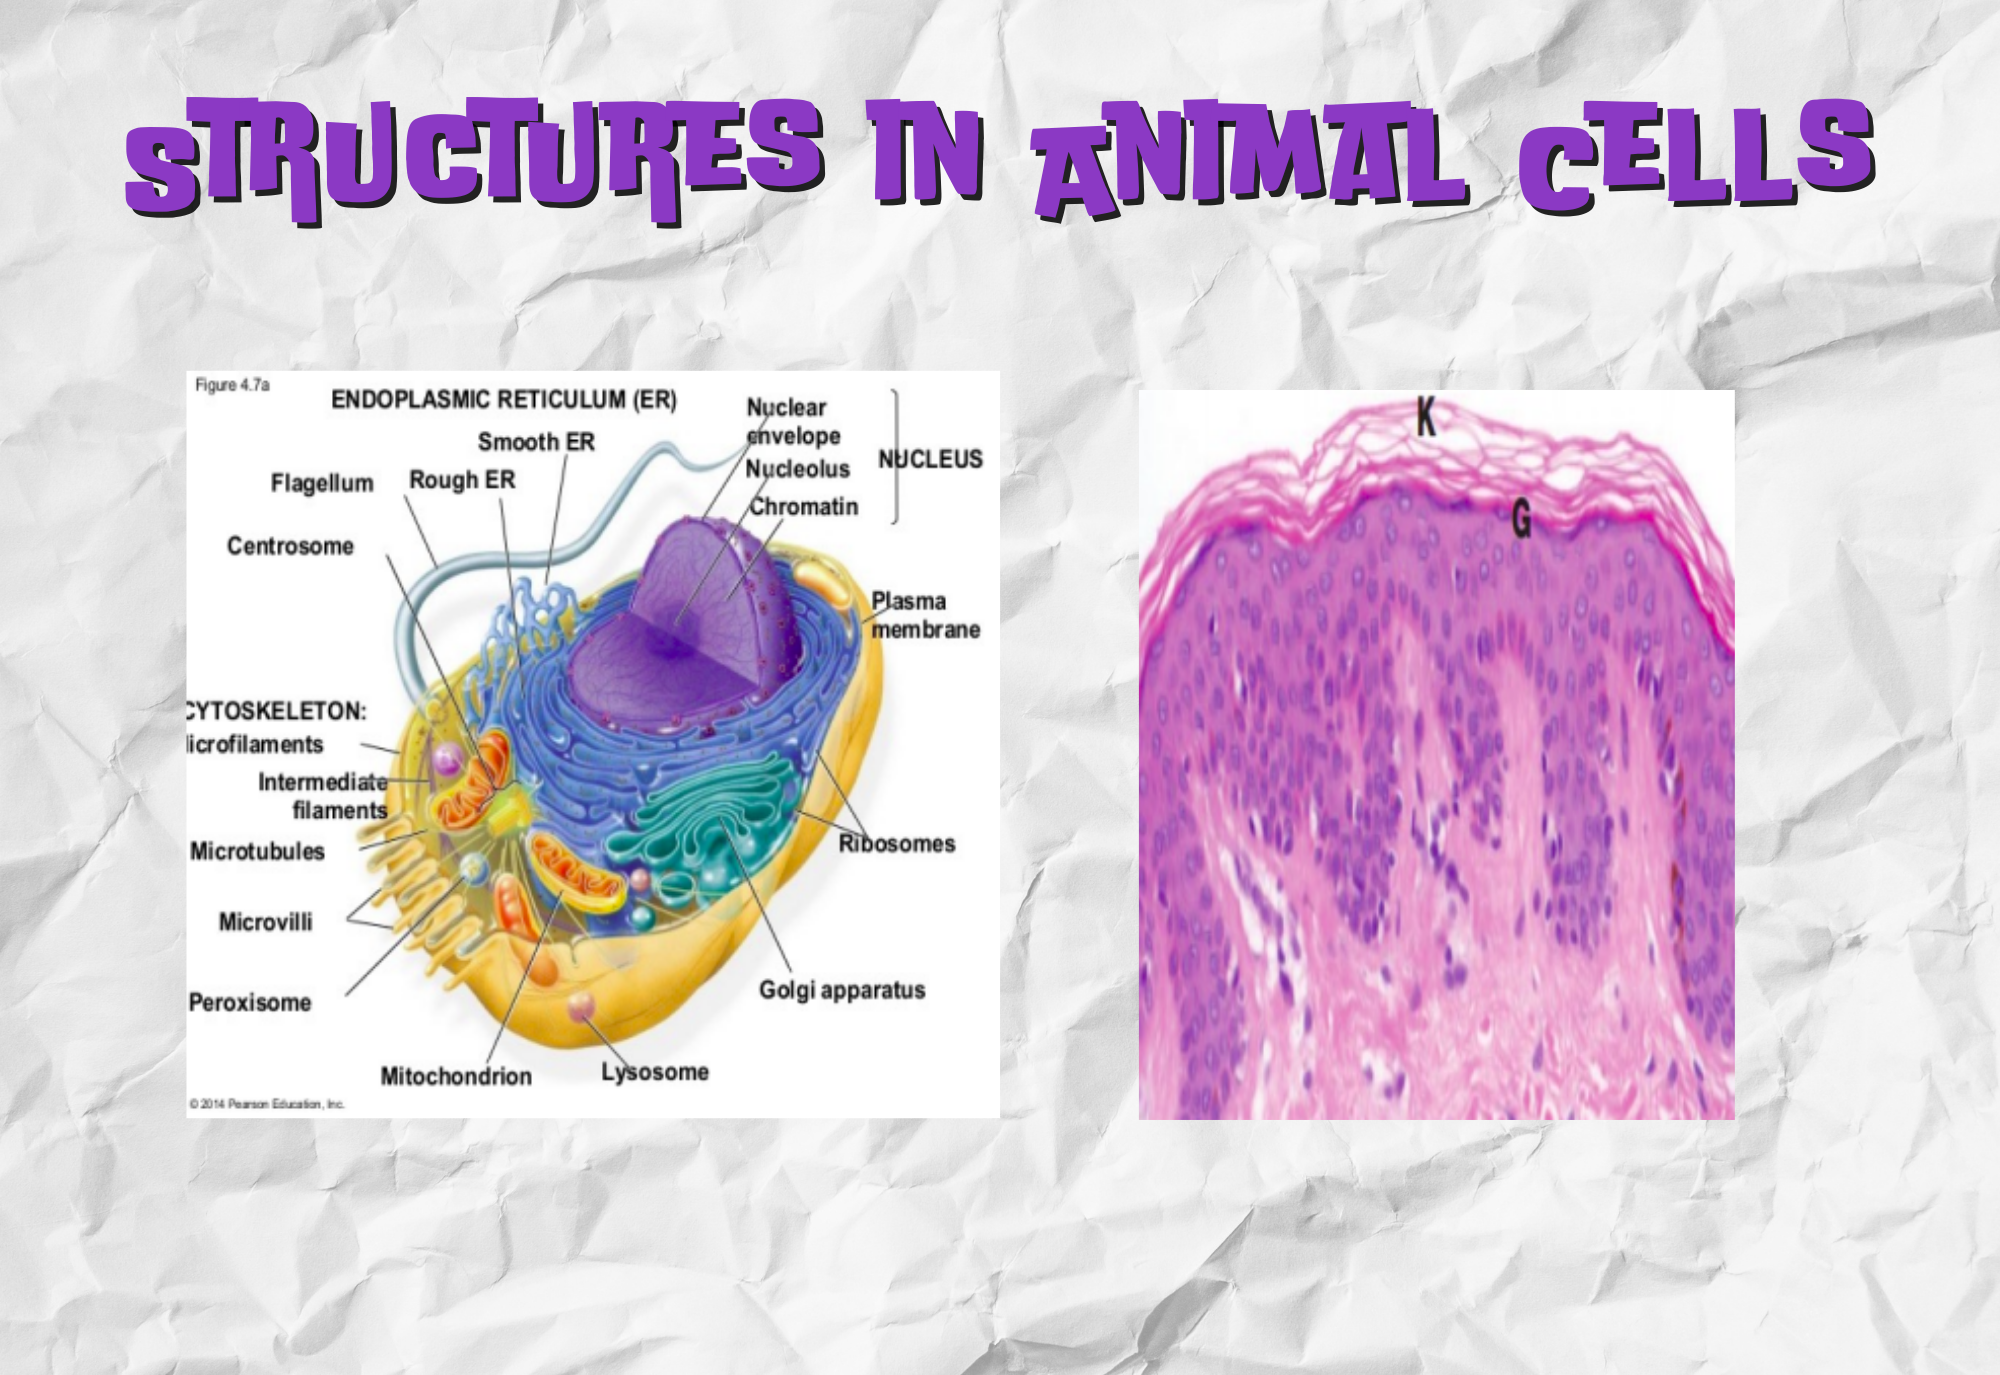 STRUCTURES IN ANIMAL CELLS
Figure 4.7a
ENDOPLASMIC RETICULUM (ER)
Smooth ER
Rough ER
Flagellum
Centrosome
Nuclear
envelope
Nucleolus
Chromatin
NUCLEUS
Plasma
membrane
CYTOSKELETON:
icrofilaments
Intermediate
filaments
Microtubules
Microvilli
Peroxisome
Ribosomes
Golgi apparatus
Mitochondrion
Lysosome
© 2014 Pearson Education, Inc.
K
G